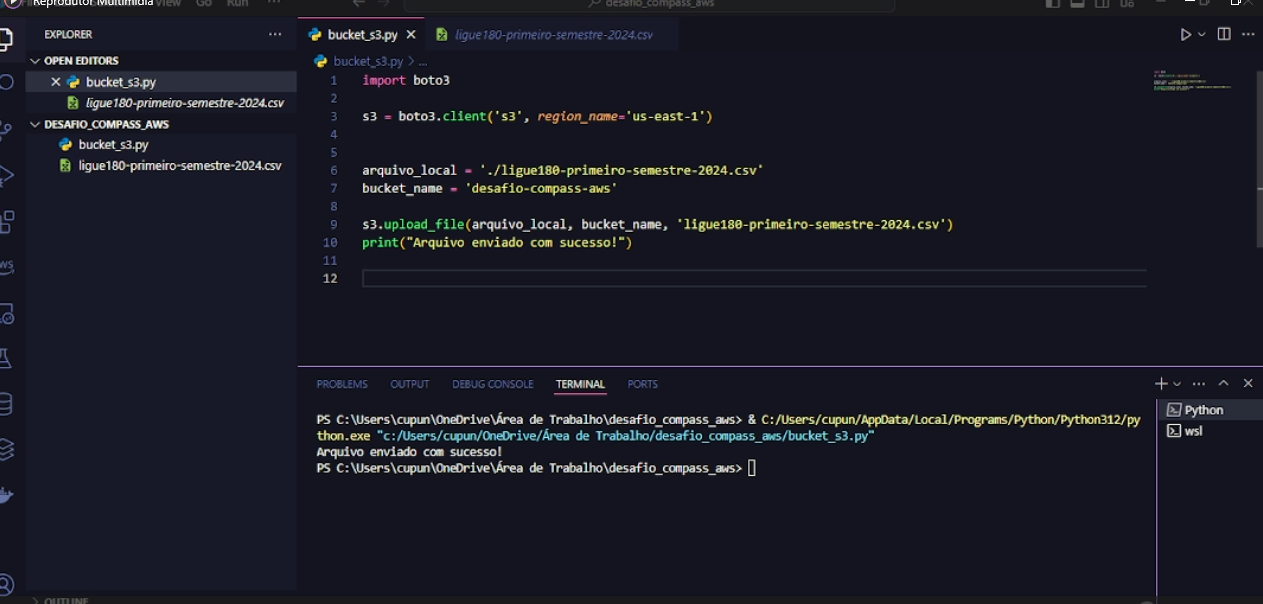 Reprodutor Multimídia View Go Run ...
desafio_compass_aws
EXPLORER
OPEN EDITORS
bucket_s3.py
ligue180-primeiro-semestre-2024.csv
DESAFIO_COMPASS_AWS
bucket_s3.py
ligue180-primeiro-semestre-2024.csv
OUTLINE
bucket_s3.py ligue180-primeiro-semestre-2024.csv
bucket_s3.py > ...
1 import boto3
2
3 s3 = boto3.client('s3', region_name='us-east-1')
4
5
6 arquivo_local = './ligue180-primeiro-semestre-2024.csv'
7 bucket_name = 'desafio-compass-aws'
8
9 s3.upload_file(arquivo_local, bucket_name, 'ligue180-primeiro-semestre-2024.csv')
10 print("Arquivo enviado com sucesso!")
11
12
PROBLEMS OUTPUT DEBUG CONSOLE TERMINAL PORTS
PS C:\Users\cupun\OneDrive\Área de Trabalho\desafio_compass_aws> & C:/Users/cupun/AppData/Local/Programs/Python/Python312/py
thon.exe "c:/Users/cupun/OneDrive/Área de Trabalho/desafio_compass_aws/bucket_s3.py"
Arquivo enviado com sucesso!
PS C:\Users\cupun\OneDrive\Área de Trabalho\desafio_compass_aws>
Python
wsl